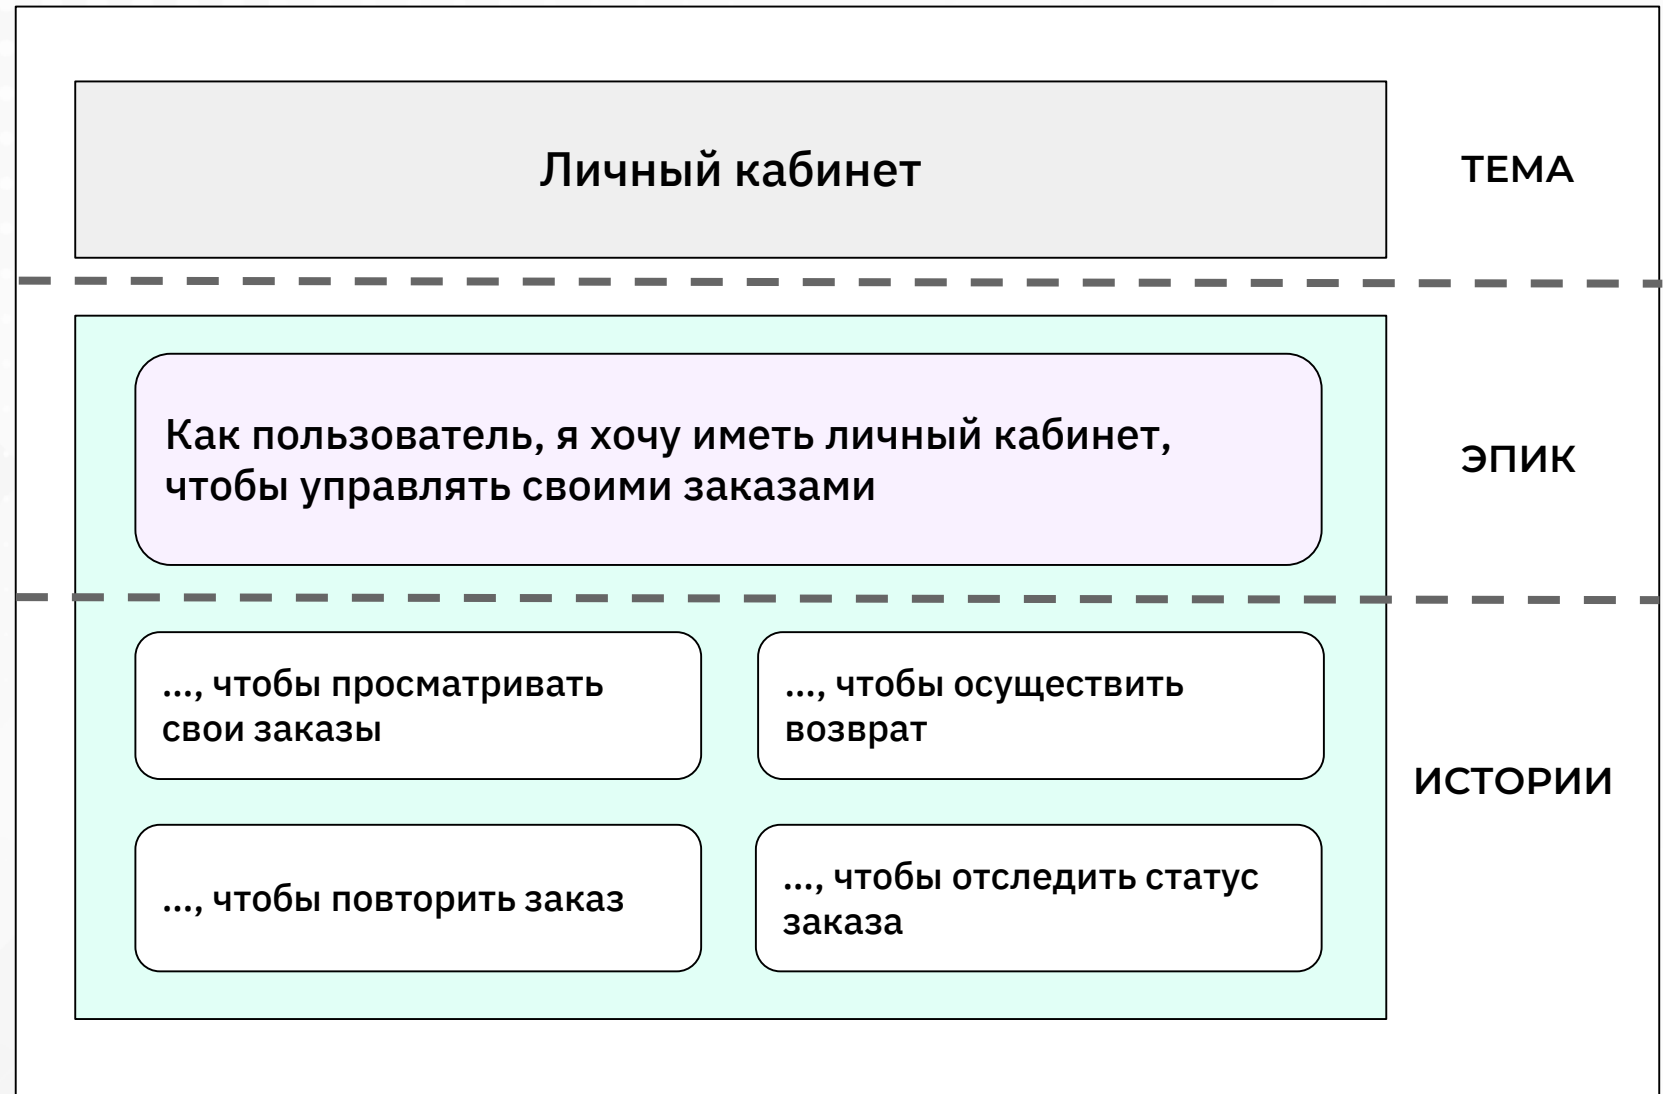 Личный кабинет
ТЕМА
Как пользователь, я хочу иметь личный кабинет,
чтобы управлять своими заказами
ЭПИК
..., чтобы просматривать
свои заказы
..., чтобы осуществить
возврат
ИСТОРИИ
..., чтобы повторить заказ
..., чтобы отследить статус
заказа